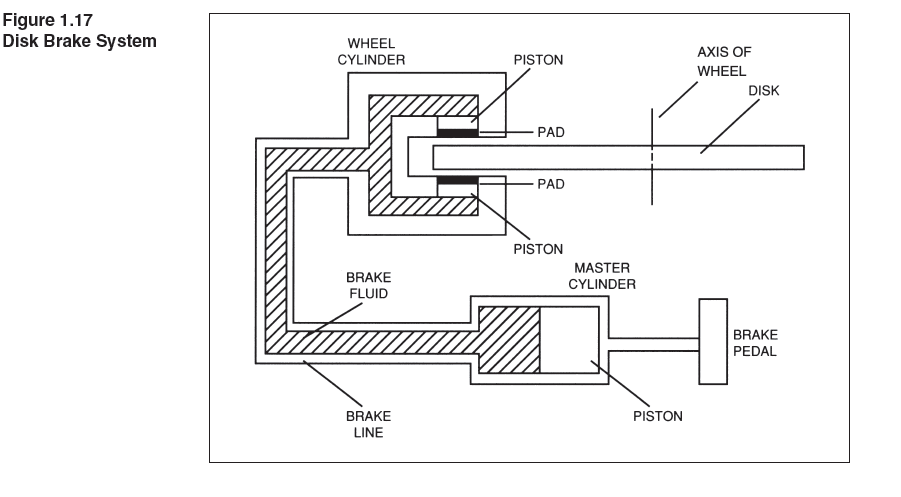 Figure 1.17
Disk Brake System
WHEEL
CYLINDER
PISTON
AXIS OF
WHEEL
DISK
PAD
PAD
PISTON
BRAKE
FLUID
MASTER
CYLINDER
BRAKE
PEDAL
BRAKE
LINE
PISTON